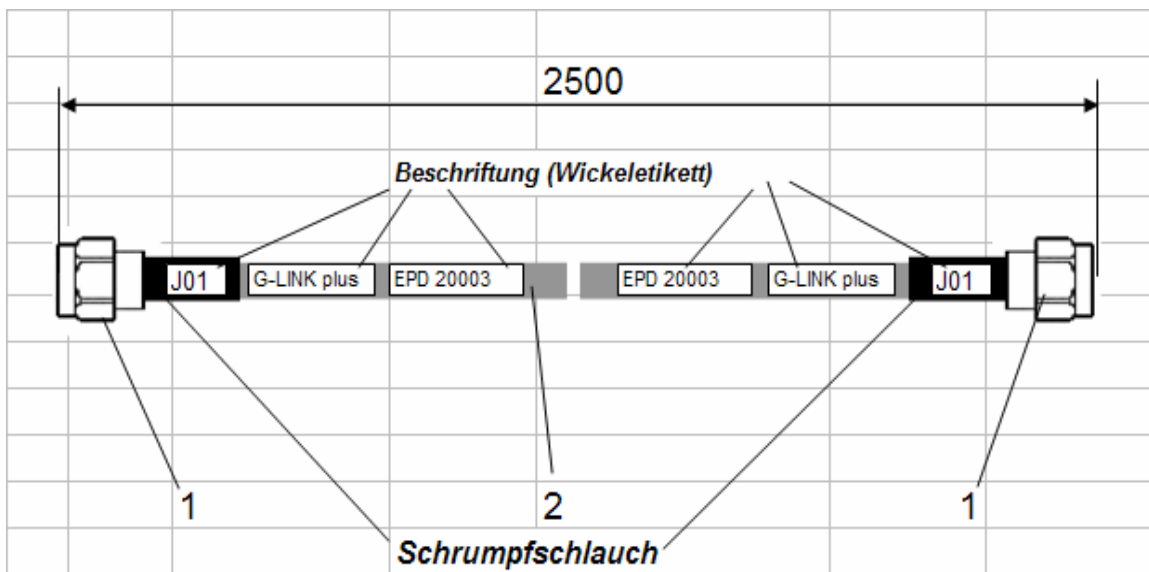 2500
Beschriftung (Wickeletikett)
J01 G-LINK plus EPD 20003 EPD 20003 G-LINK plus J01
1 2 1
Schrumpfschlauch